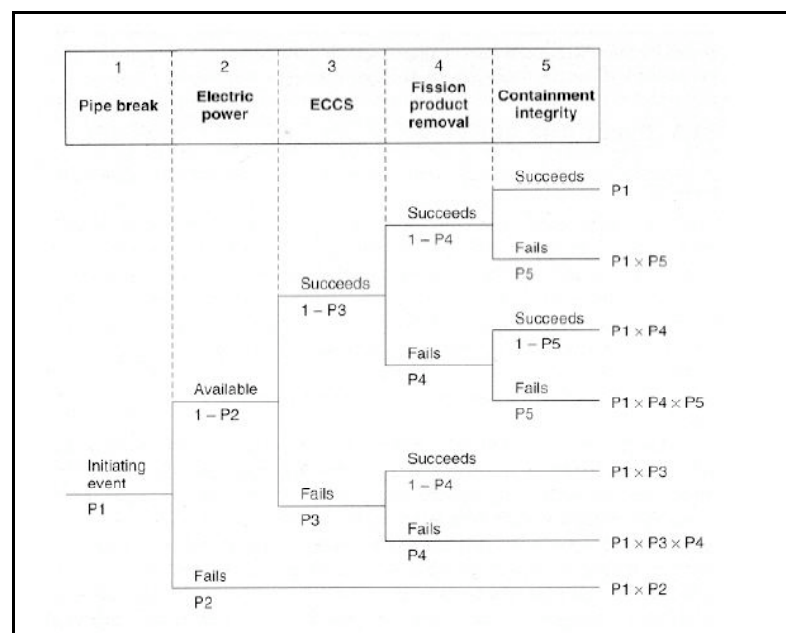 1
2
3
4
5
Pipe break
Electric
power
ECCS
Fission
product
removal
Containment
integrity
Succeeds
P1
Succeeds
1 – P4
Fails
P5
P1 × P5
Succeeds
1 – P3
Succeeds
1 – P5
P1 × P4
Fails
P4
Available
1 – P2
Fails
P5
P1 × P4 × P5
Initiating
event
P1
Succeeds
1 – P4
P1 × P3
Fails
P3
Fails
P4
P1 × P3 × P4
Fails
P2
P1 × P2